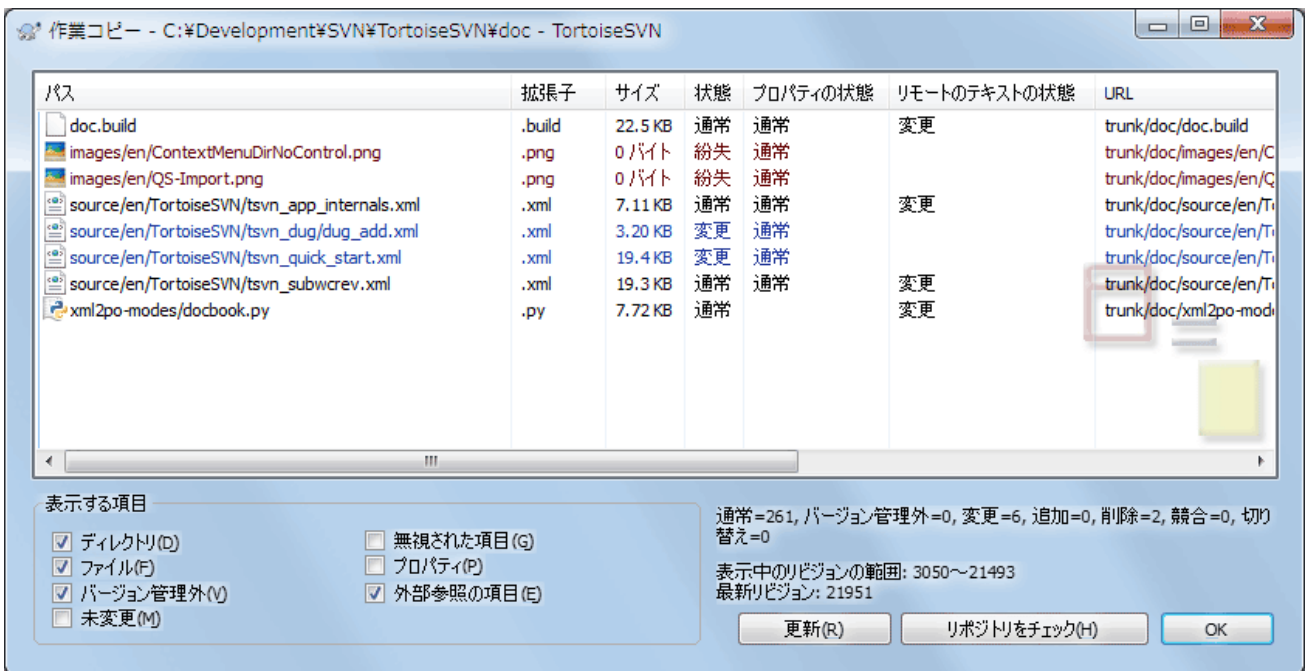 作業コピー - C:¥Development¥SVN¥TortoiseSVN¥doc - TortoiseSVN
パス 拡張子 サイズ 状態 プロパティの状態 リモートのテキストの状態 URL
doc.build .build 22.5 KB 通常 通常 変更 trunk/doc/doc.build
images/en/ContextMenuDirNoControl.png .png 0 バイト 紛失 通常 trunk/doc/images/en/C
images/en/QS-Import.png .png 0 バイト 紛失 通常 trunk/doc/images/en/Q
source/en/TortoiseSVN/tsvn_app_internals.xml .xml 7.11 KB 通常 通常 変更 trunk/doc/source/en/T
source/en/TortoiseSVN/tsvn_dug/dug_add.xml .xml 3.20 KB 変更 通常 trunk/doc/source/en/T
source/en/TortoiseSVN/tsvn_quick_start.xml .xml 19.4 KB 変更 通常 trunk/doc/source/en/T
source/en/TortoiseSVN/tsvn_subwcrev.xml .xml 19.3 KB 通常 通常 変更 trunk/doc/source/en/T
xml2po-modes/docbook.py .py 7.72 KB 通常 変更 trunk/doc/xml2po-mod
表示する項目
ディレクトリ(D) 無視された項目(G)
ファイル(F) プロパティ(P)
バージョン管理外(V) 外部参照の項目(E)
未変更(M)
通常=261, バージョン管理外=0, 変更=6, 追加=0, 削除=2, 競合=0, 切り
替え=0
表示中のリビジョンの範囲: 3050～21493
最新リビジョン: 21951
更新(R) リポジトリをチェック(H) OK